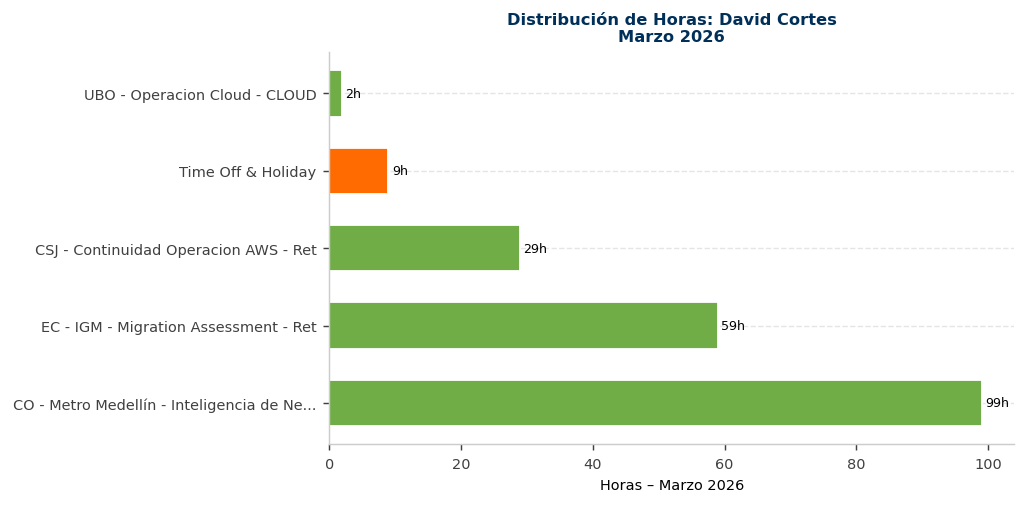 Distribución de Horas: David Cortes
Marzo 2026
UBO - Operacion Cloud - CLOUD
2h
Time Off & Holiday
9h
CSJ - Continuidad Operacion AWS - Ret
29h
EC - IGM - Migration Assessment - Ret
59h
CO - Metro Medellín - Inteligencia de Ne...
99h
0 20 40 60 80 100
Horas – Marzo 2026